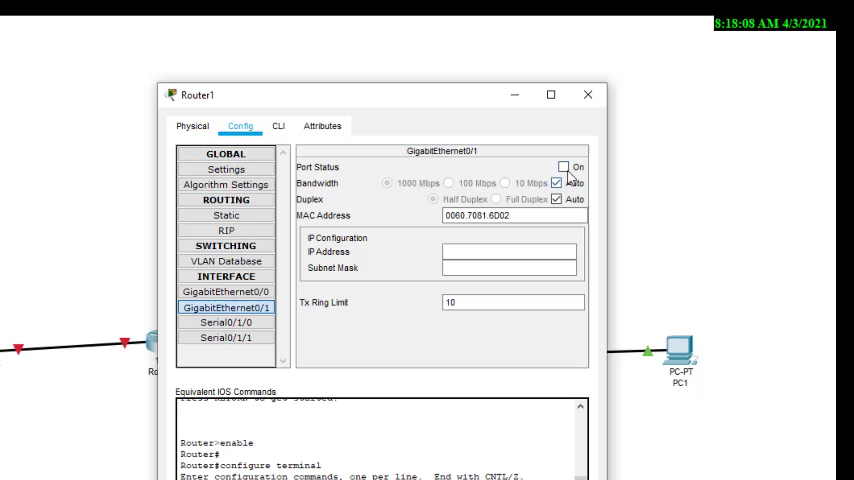 8:18:08 AM 4/3/2021
Router1
Physical Config CLI Attributes
GLOBAL
Settings
Algorithm Settings
ROUTING
Static
RIP
SWITCHING
VLAN Database
INTERFACE
GigabitEthernet0/0
GigabitEthernet0/1
Serial0/1/0
Serial0/1/1
GigabitEthernet0/1
Port Status On
Bandwidth 1000 Mbps 100 Mbps 10 Mbps Auto
Duplex Half Duplex Full Duplex Auto
MAC Address 0060.7081.6D02
IP Configuration
IP Address
Subnet Mask
Tx Ring Limit 10
PC-PT
PC1
Equivalent IOS Commands
Router>enable
Router#
Router#configure terminal
Enter configuration commands, one per line. End with CNTL/Z.